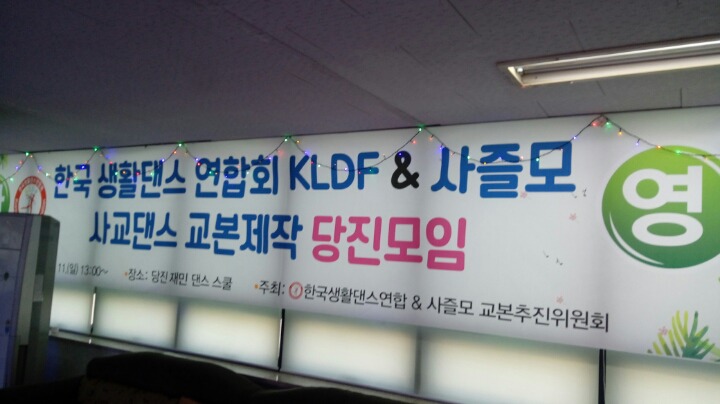 한국 생활댄스 연합회 KLDF & 사즐모
사교댄스 교본제작 당진모임
영
11.(일) 13:00~ •장소: 당진 재민 댄스 스쿨 •주최: 한국생활댄스연합 & 사즐모 교본추진위원회